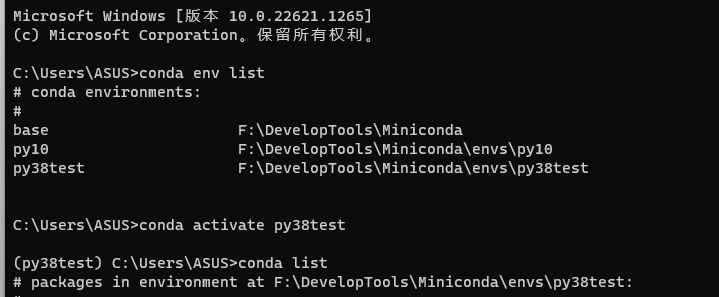 Microsoft Windows [版本 10.0.22621.1265]
(c) Microsoft Corporation。保留所有权利。
C:\Users\ASUS>conda env list
# conda environments:
#
base                     F:\DevelopTools\Miniconda
py10                     F:\DevelopTools\Miniconda\envs\py10
py38test                 F:\DevelopTools\Miniconda\envs\py38test
C:\Users\ASUS>conda activate py38test
(py38test) C:\Users\ASUS>conda list
# packages in environment at F:\DevelopTools\Miniconda\envs\py38test:
#